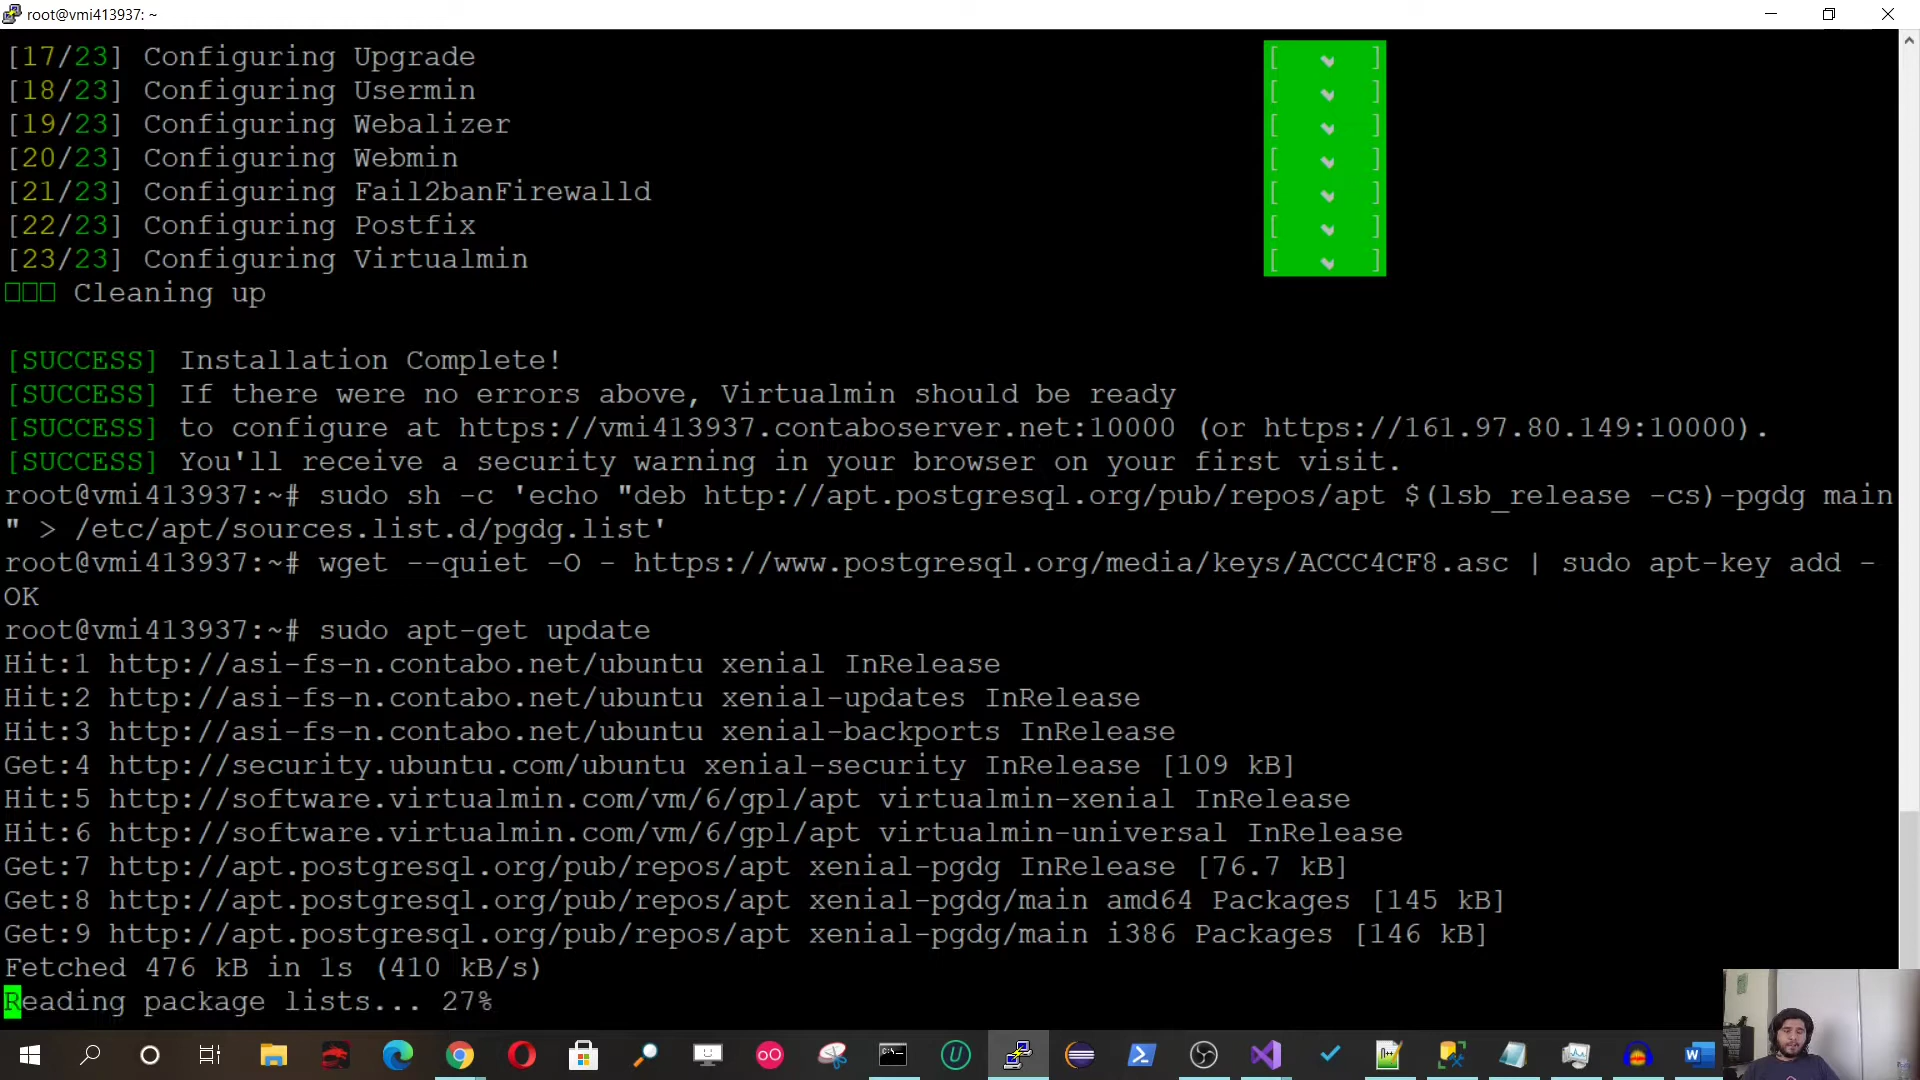 root@vmi413937: ~
[17/23] Configuring Upgrade [ ✔ ]
[18/23] Configuring Usermin [ ✔ ]
[19/23] Configuring Webalizer [ ✔ ]
[20/23] Configuring Webmin [ ✔ ]
[21/23] Configuring Fail2banFirewalld [ ✔ ]
[22/23] Configuring Postfix [ ✔ ]
[23/23] Configuring Virtualmin [ ✔ ]
□□□ Cleaning up
[SUCCESS] Installation Complete!
[SUCCESS] If there were no errors above, Virtualmin should be ready
[SUCCESS] to configure at https://vmi413937.contaboserver.net:10000 (or https://161.97.80.149:10000).
[SUCCESS] You'll receive a security warning in your browser on your first visit.
root@vmi413937:~# sudo sh -c 'echo "deb http://apt.postgresql.org/pub/repos/apt $(lsb_release -cs)-pgdg main
" > /etc/apt/sources.list.d/pgdg.list'
root@vmi413937:~# wget --quiet -O - https://www.postgresql.org/media/keys/ACCC4CF8.asc | sudo apt-key add -
OK
root@vmi413937:~# sudo apt-get update
Hit:1 http://asi-fs-n.contabo.net/ubuntu xenial InRelease
Hit:2 http://asi-fs-n.contabo.net/ubuntu xenial-updates InRelease
Hit:3 http://asi-fs-n.contabo.net/ubuntu xenial-backports InRelease
Get:4 http://security.ubuntu.com/ubuntu xenial-security InRelease [109 kB]
Hit:5 http://software.virtualmin.com/vm/6/gpl/apt virtualmin-xenial InRelease
Hit:6 http://software.virtualmin.com/vm/6/gpl/apt virtualmin-universal InRelease
Get:7 http://apt.postgresql.org/pub/repos/apt xenial-pgdg InRelease [76.7 kB]
Get:8 http://apt.postgresql.org/pub/repos/apt xenial-pgdg/main amd64 Packages [145 kB]
Get:9 http://apt.postgresql.org/pub/repos/apt xenial-pgdg/main i386 Packages [146 kB]
Fetched 476 kB in 1s (410 kB/s)
Reading package lists... 27%